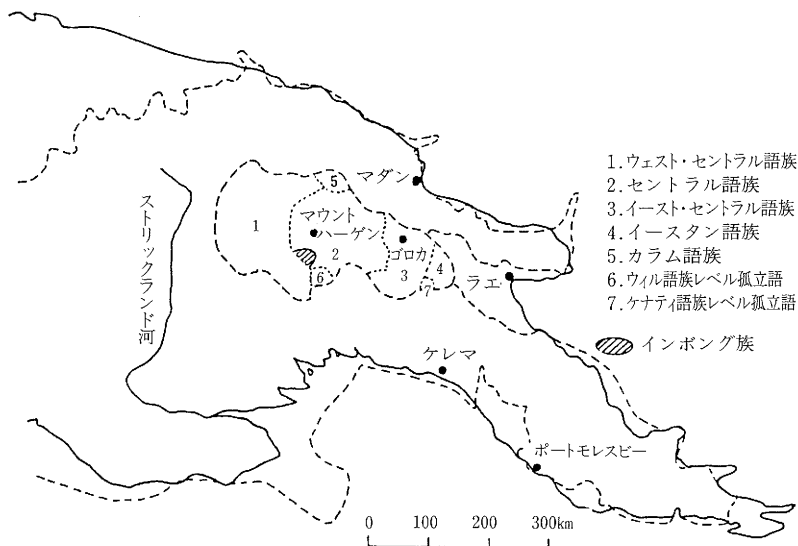 マダン
5
1
マウント
ハーゲン
2
ゴロカ
3
4
7
6
ラエ
ストリックランド河
ケレマ
ポートモレスビー
1.ウェスト・セントラル語族
2.セントラル語族
3.イースト・セントラル語族
4.イースタン語族
5.カラム語族
6.ウィル語族レベル孤立語
7.ケナティ語族レベル孤立語
インボング族
0 100 200 300km